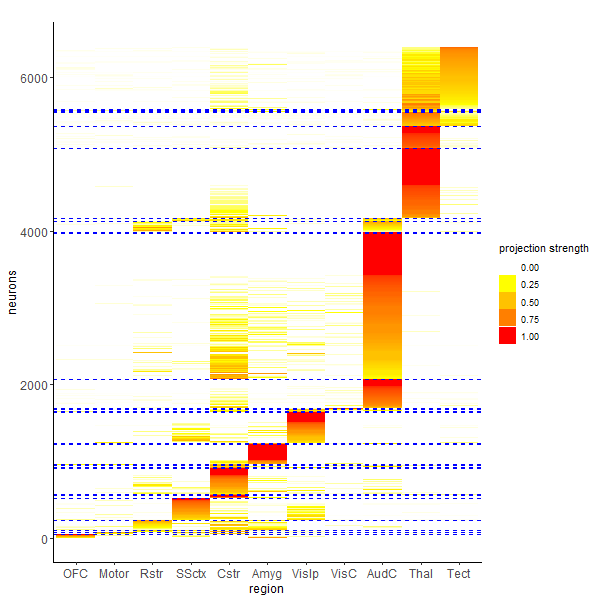 6000
4000
2000
0
neurons
OFC Motor Rstr SSctx Cstr Amyg VisIp VisC AudC Thal Tect
region
projection strength
0.00
0.25
0.50
0.75
1.00